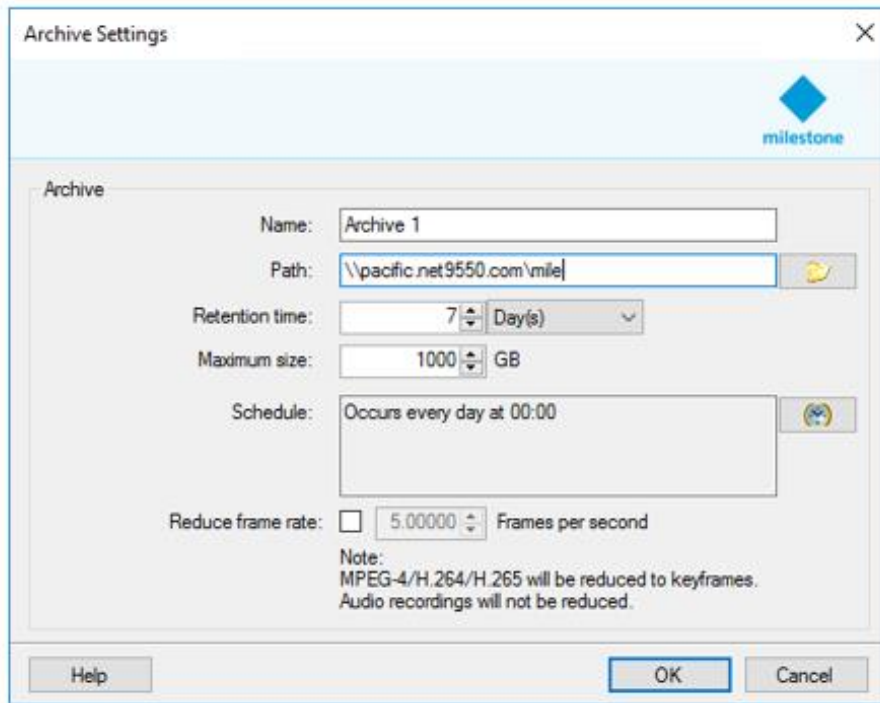 Archive Settings
milestone
Archive
Name: Archive 1
Path: \\pacific.net9550.com\mile
Retention time: 7 Day(s)
Maximum size: 1000 GB
Schedule: Occurs every day at 00:00
Reduce frame rate: 5.00000 Frames per second
Note:
MPEG-4/H.264/H.265 will be reduced to keyframes.
Audio recordings will not be reduced.
Help OK Cancel